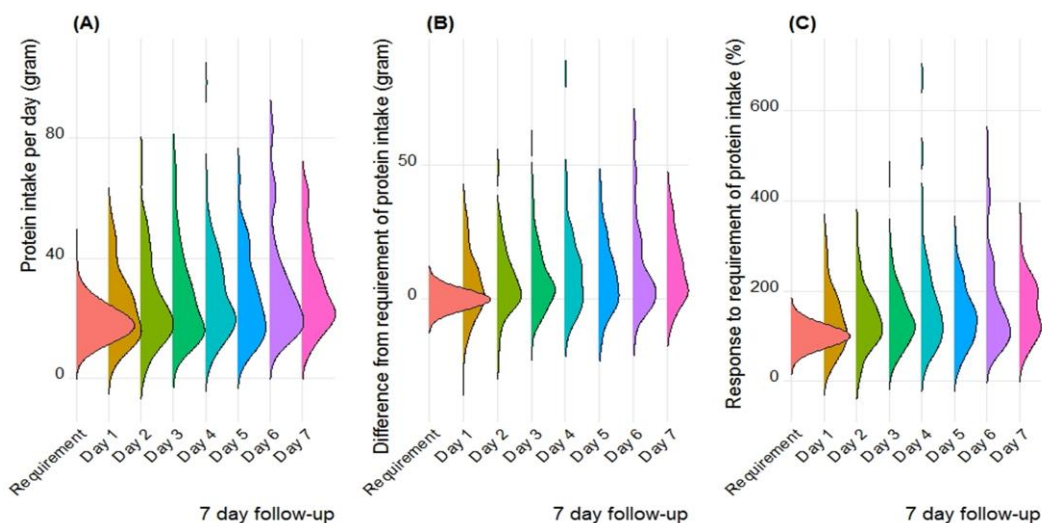 (A)
Protein intake per day (gram)
80
40
0
Requirement
Day 1
Day 2
Day 3
Day 4
Day 5
Day 6
Day 7
7 day follow-up
(B)
Difference from requirement of protein intake (gram)
50
0
Requirement
Day 1
Day 2
Day 3
Day 4
Day 5
Day 6
Day 7
7 day follow-up
(C)
Response to requirement of protein intake (%)
600
400
200
0
Requirement
Day 1
Day 2
Day 3
Day 4
Day 5
Day 6
Day 7
7 day follow-up